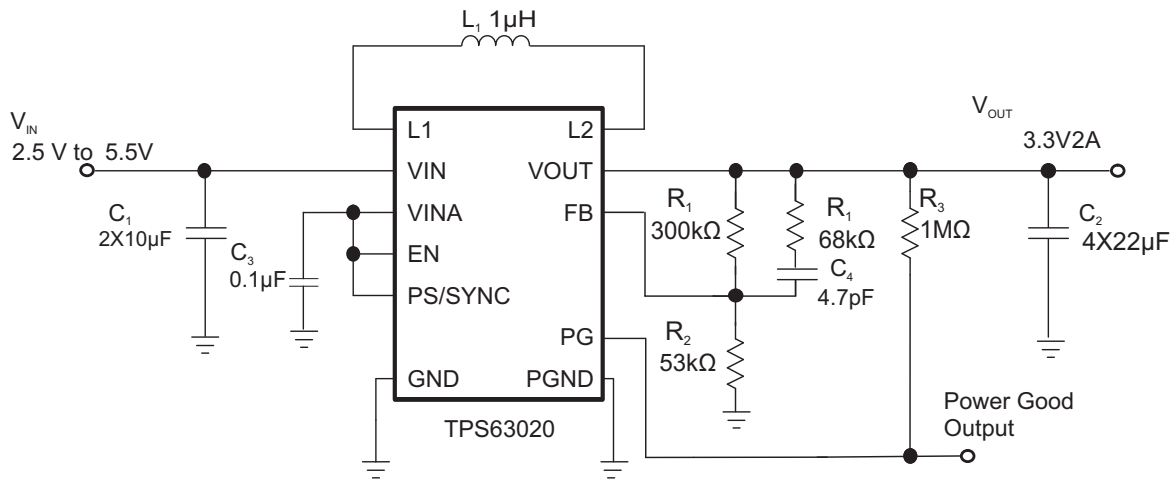 L₁ 1µH
V_IN
2.5 V to 5.5V
L1
L2
V_OUT
3.3V2A
VIN
VOUT
C₁
2X10µF
VINA
FB
R₁
300kΩ
R₁
68kΩ
R₃
1MΩ
C₂
4X22µF
C₃
0.1µF
EN
C₄
4.7pF
PS/SYNC
PG
R₂
53kΩ
GND
PGND
TPS63020
Power Good
Output